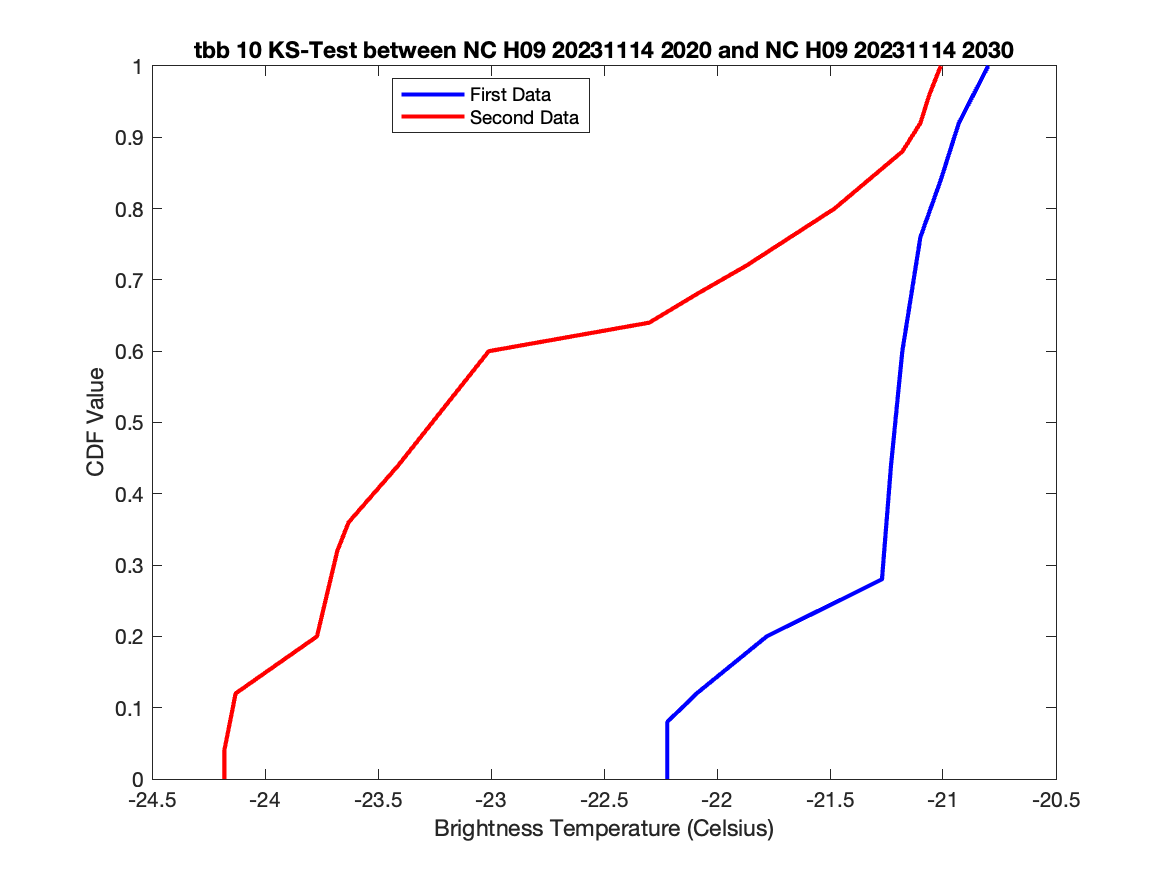 tbb 10 KS-Test between NC H09 20231114 2020 and NC H09 20231114 2030
First Data
Second Data
1
0.9
0.8
0.7
0.6
0.5
0.4
0.3
0.2
0.1
0
CDF Value
-24.5 -24 -23.5 -23 -22.5 -22 -21.5 -21 -20.5
Brightness Temperature (Celsius)